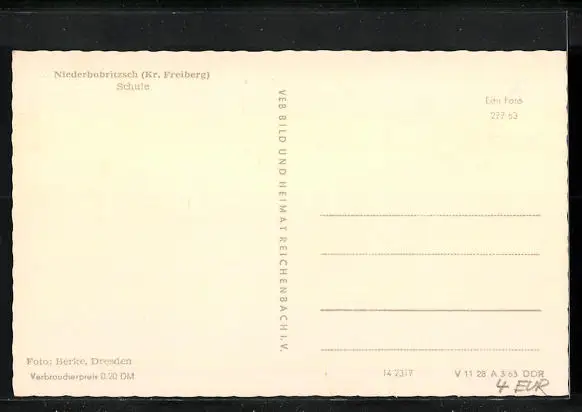 Niederbobritzsch (Kr. Freiberg)
Schule
VEB BILD UND HEIMAT REICHENBACH I.V.
Echt Foto
277 63
Foto: Berke, Dresden
Verbraucherpreis 0.20 DM
14 2317
V 11 28 A 3/63 DDR
4 EUR